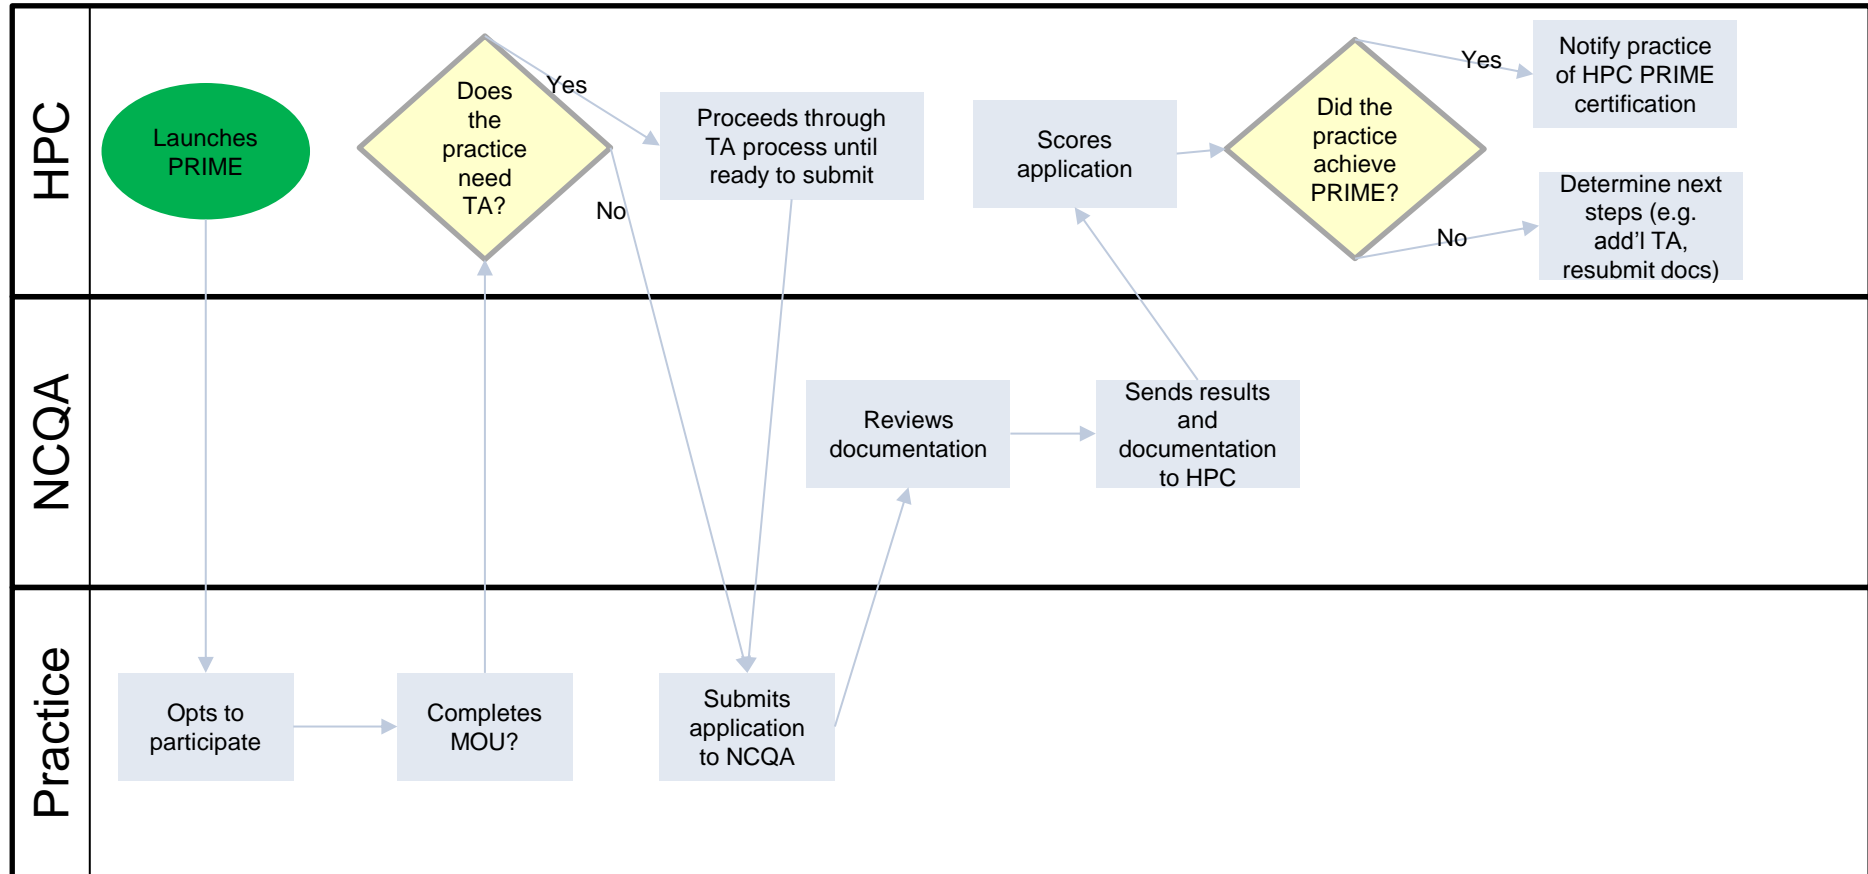 HPC
Launches
PRIME
Does
the
practice
need
TA?
Yes
No
Proceeds through
TA process until
ready to submit
Scores
application
Did the
practice
achieve
PRIME?
Yes
No
Notify practice
of HPC PRIME
certification
Determine next
steps (e.g.
add’l TA,
resubmit docs)
NCQA
Reviews
documentation
Sends results
and
documentation
to HPC
Practice
Opts to
participate
Completes
MOU?
Submits
application
to NCQA